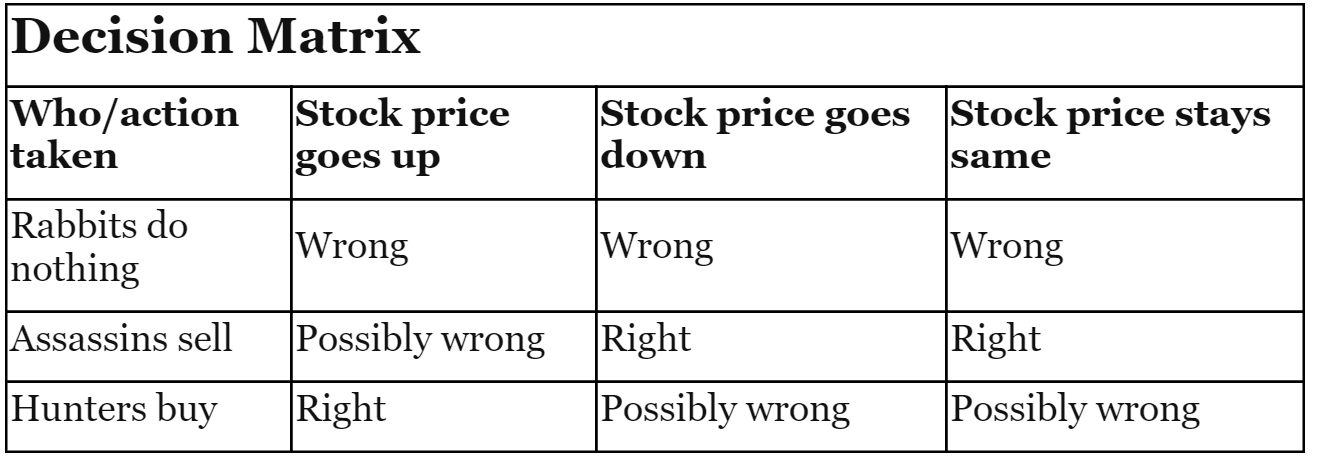 Decision Matrix
Who/action
taken
Stock price
goes up
Stock price goes
down
Stock price stays
same
Rabbits do
nothing
Wrong
Wrong
Wrong
Assassins sell
Possibly wrong
Right
Right
Hunters buy
Right
Possibly wrong
Possibly wrong